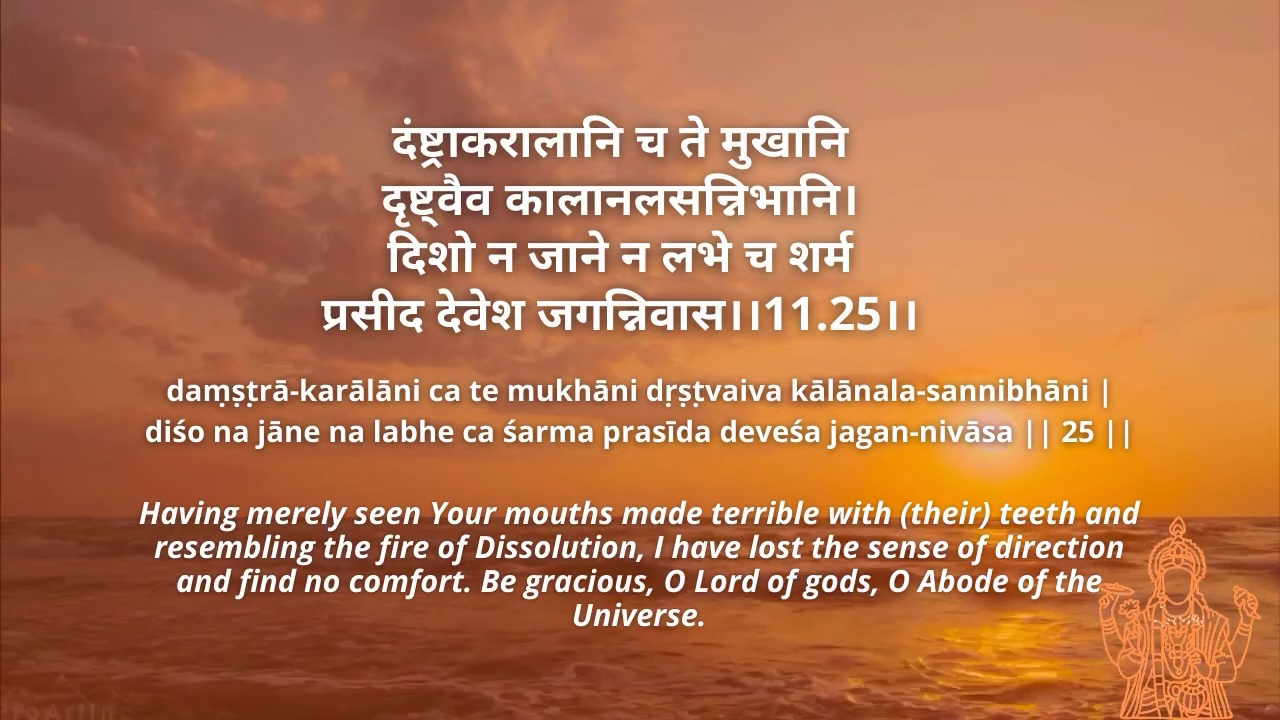 दंष्ट्राकरालानि च ते मुखानि
दृष्ट्वैव कालानलसन्निभानि।
दिशो न जाने न लभे च शर्म
प्रसीद देवेश जगन्निवास।।11.25।।
daṃṣṭrā-karālāni ca te mukhāni dṛṣṭvaiva kālānala-sannibhāni |
diśo na jāne na labhe ca śarma prasīda deveśa jagan-nivāsa || 25 ||
Having merely seen Your mouths made terrible with (their) teeth and
resembling the fire of Dissolution, I have lost the sense of direction
and find no comfort. Be gracious, O Lord of gods, O Abode of the
Universe.